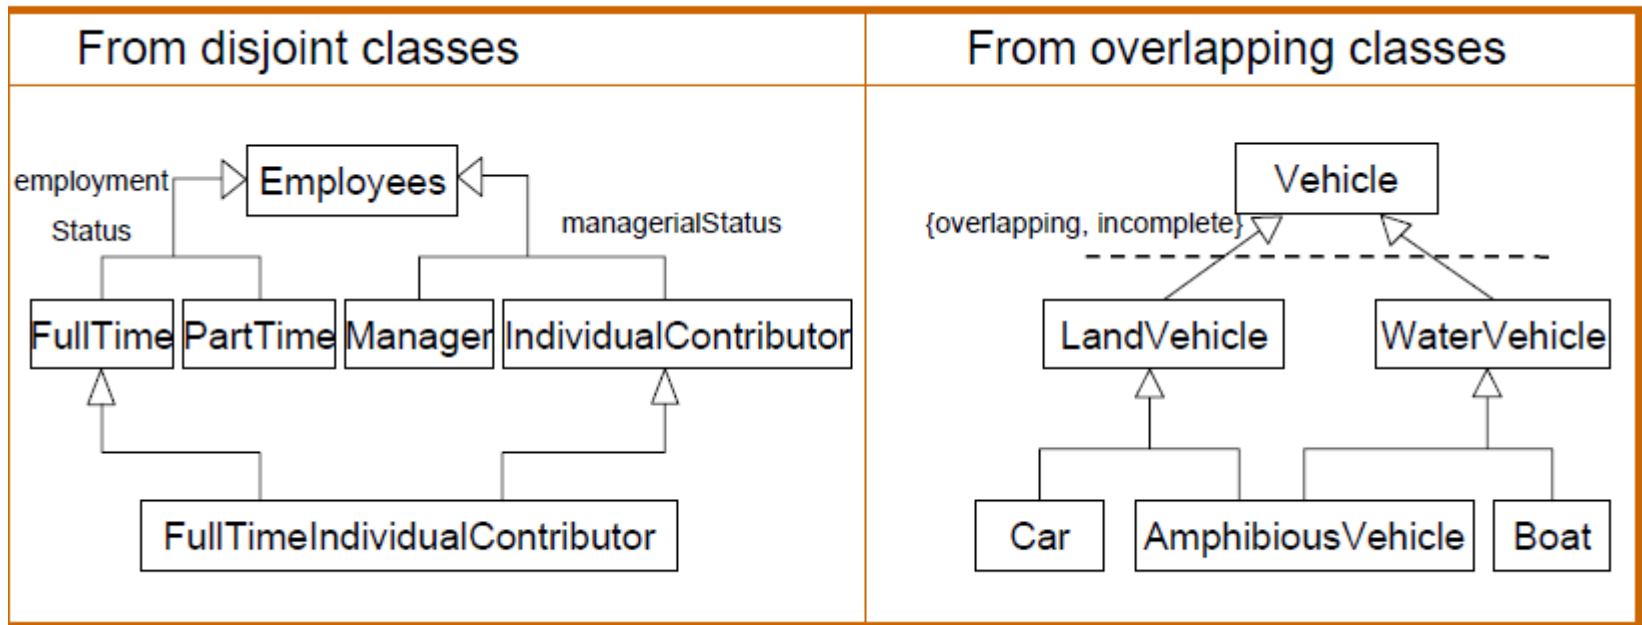 From disjoint classes
From overlapping classes
employment
Status
Employees
managerialStatus
FullTime
PartTime
Manager
IndividualContributor
FullTimeIndividualContributor
Vehicle
{overlapping, incomplete}
LandVehicle
WaterVehicle
Car
AmphibiousVehicle
Boat